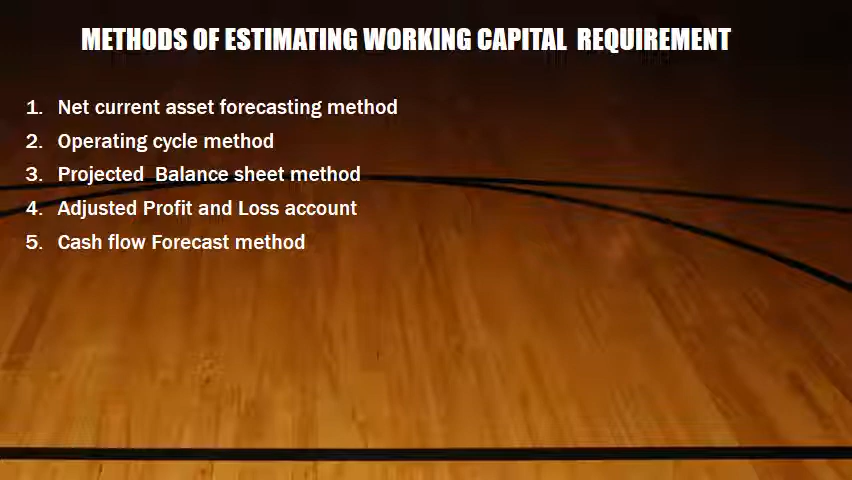 METHODS OF ESTIMATING WORKING CAPITAL REQUIREMENT
1. Net current asset forecasting method
2. Operating cycle method
3. Projected Balance sheet method
4. Adjusted Profit and Loss account
5. Cash flow Forecast method